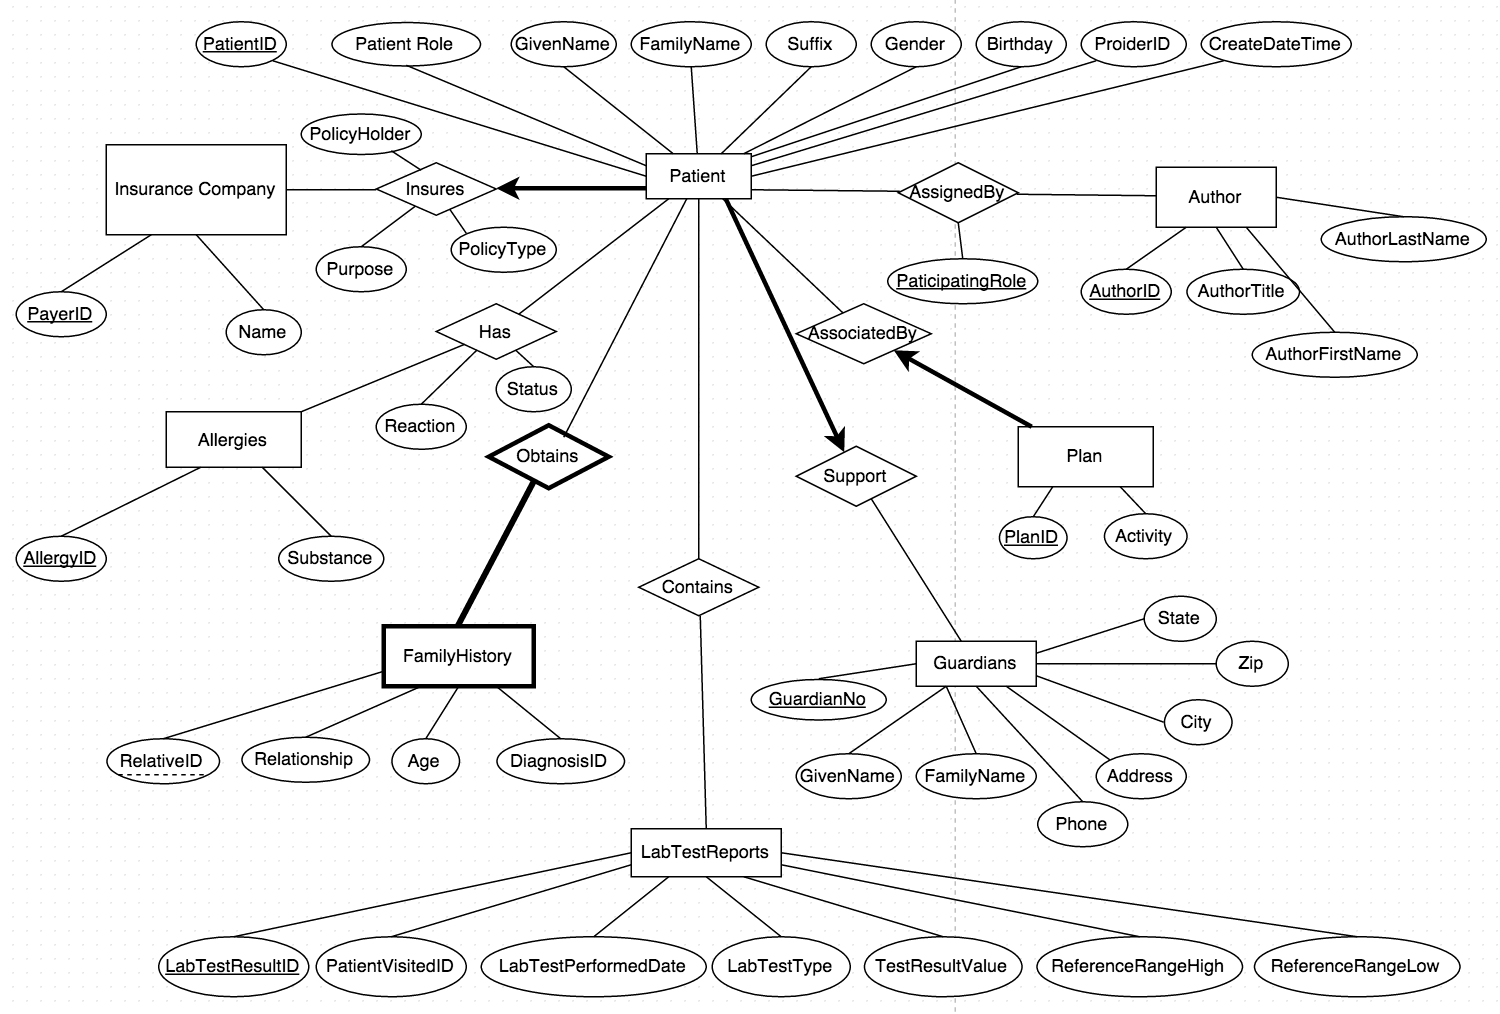 PatientID
Patient Role
GivenName
FamilyName
Suffix
Gender
Birthday
ProiderID
CreateDateTime
PolicyHolder
Insurance Company
Insures
Patient
AssignedBy
Author
PolicyType
Purpose
AuthorLastName
PaticipatingRole
AuthorID
AuthorTitle
PayerID
Name
Has
AssociatedBy
AuthorFirstName
Status
Reaction
Allergies
Obtains
Support
Plan
PlanID
Activity
AllergyID
Substance
Contains
State
FamilyHistory
Guardians
Zip
GuardianNo
City
RelativeID
Relationship
Age
DiagnosisID
GivenName
FamilyName
Address
Phone
LabTestReports
LabTestResultID
PatientVisitedID
LabTestPerformedDate
LabTestType
TestResultValue
ReferenceRangeHigh
ReferenceRangeLow